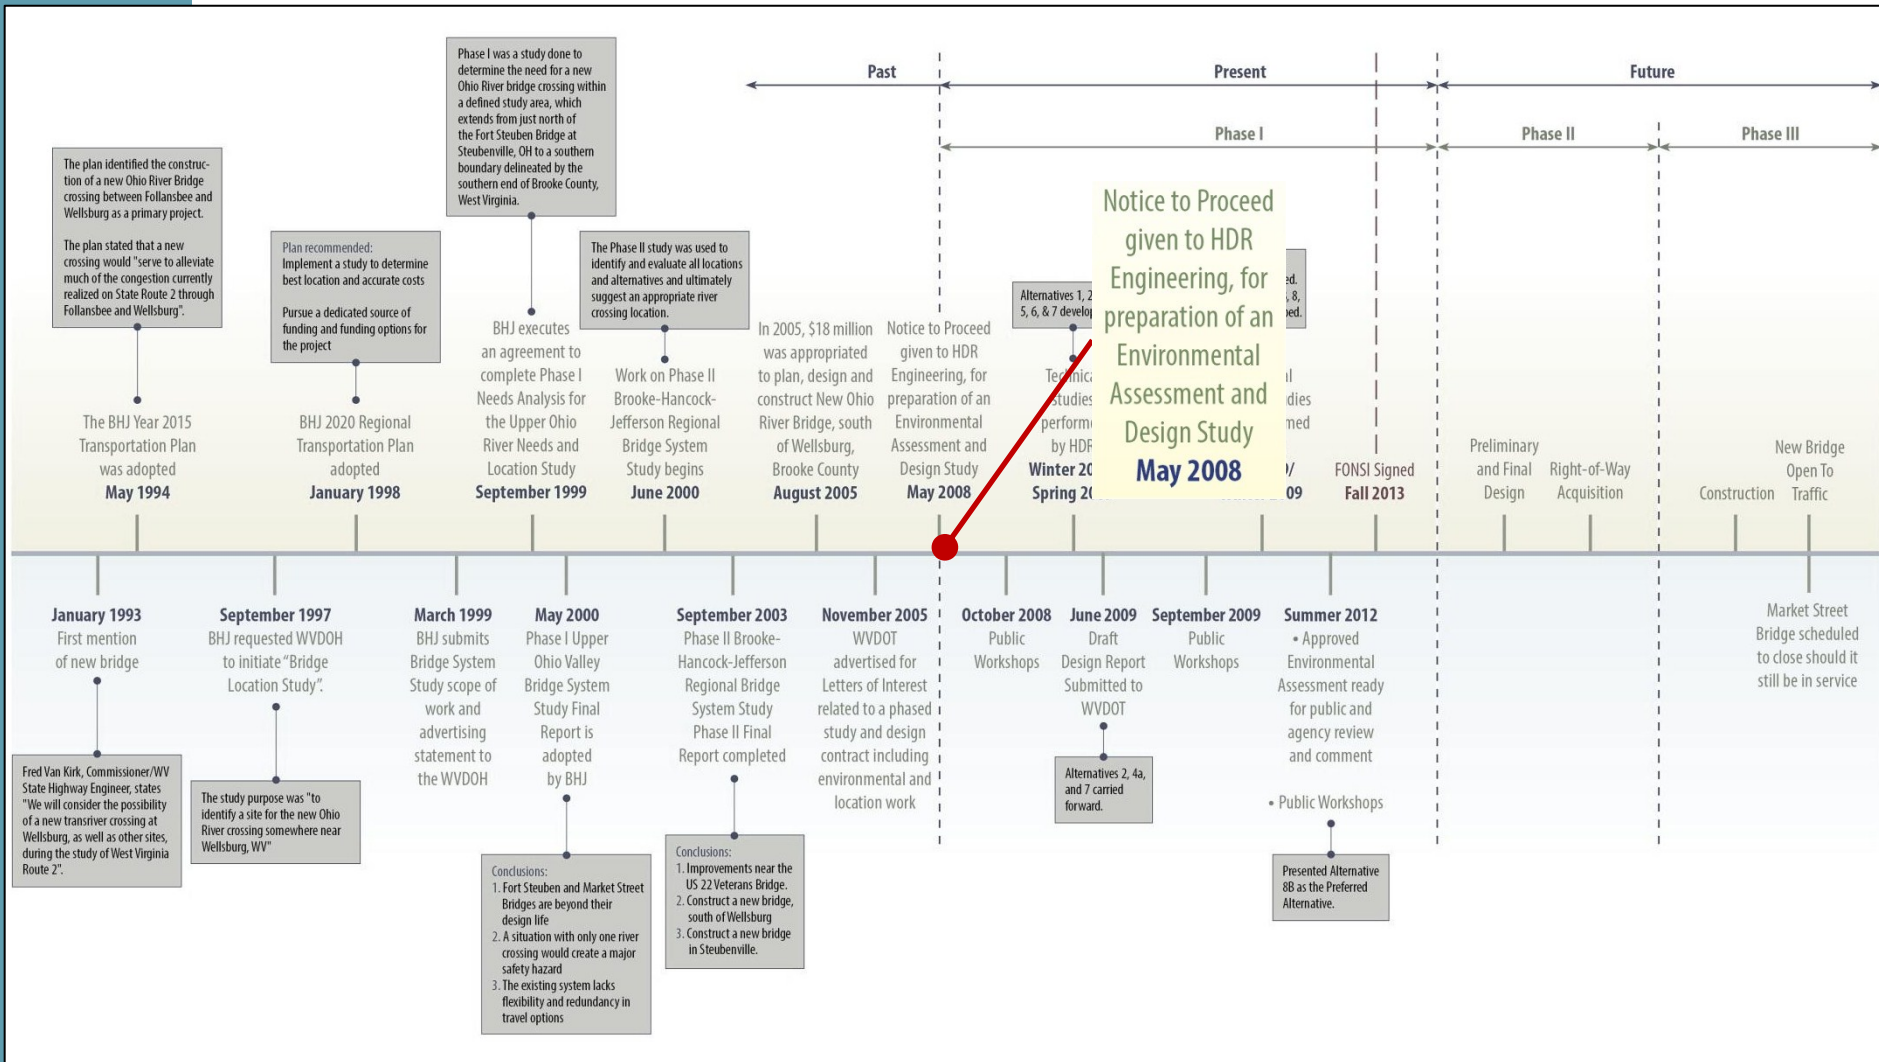 Past
Present
Future
Phase I
Phase II
Phase III
The plan identified the construc-
tion of a new Ohio River Bridge
crossing between Follansbee and
Wellsburg as a primary project.
The plan stated that a new
crossing would "serve to alleviate
much of the congestion currently
realized on State Route 2 through
Follansbee and Wellsburg".
The BHJ Year 2015
Transportation Plan
was adopted
May 1994
Plan recommended:
Implement a study to determine
best location and accurate costs
Pursue a dedicated source of
funding and funding options for
the project
BHJ 2020 Regional
Transportation Plan
adopted
January 1998
Phase I was a study done to
determine the need for a new
Ohio River bridge crossing within
a defined study area, which
extends from just north of
the Fort Steuben Bridge at
Steubenville, OH to a southern
boundary delineated by the
southern end of Brooke County,
West Virginia.
BHJ executes
an agreement to
complete Phase I
Needs Analysis for
the Upper Ohio
River Needs and
Location Study
September 1999
The Phase II study was used to
identify and evaluate all locations
and alternatives and ultimately
suggest an appropriate river
crossing location.
Work on Phase II
Brooke-Hancock-
Jefferson Regional
Bridge System
Study begins
June 2000
In 2005, $18 million
was appropriated
to plan, design and
construct New Ohio
River Bridge, south
of Wellsburg,
Brooke County
August 2005
Notice to Proceed
given to HDR
Engineering, for
preparation of an
Environmental
Assessment and
Design Study
May 2008
Alternatives 1, 2
5, 6, & 7
studies
by HDR
Winter
Spring
Notice to Proceed
given to HDR
Engineering, for
preparation of an
Environmental
Assessment and
Design Study
May 2008
FONSI Signed
Fall 2013
Preliminary
and Final
Design
Right-of-Way
Acquisition
Construction
New Bridge
Open To
Traffic
January 1993
First mention
of new bridge
Fred Van Kirk, Commissioner/WV
State Highway Engineer, states
"We will consider the possibility
of a new transriver crossing at
Wellsburg, as well as other sites,
during the study of West Virginia
Route 2".
September 1997
BHJ requested WVDOH
to initiate "Bridge
Location Study".
The study purpose was "to
identify a site for the new Ohio
River crossing somewhere near
Wellsburg, WV"
March 1999
BHJ submits
Bridge System
Study scope of
work and
advertising
statement to
the WVDOH
May 2000
Phase I Upper
Ohio Valley
Bridge System
Study Final
Report is
adopted
by BHJ
Conclusions:
1. Fort Steuben and Market Street
Bridges are beyond their
design life
2. A situation with only one river
crossing would create a major
safety hazard
3. The existing system lacks
flexibility and redundancy in
travel options
September 2003
Phase II Brooke-
Hancock-Jefferson
Regional Bridge
System Study
Phase II Final
Report completed
Conclusions:
1. Improvements near the
US 22 Veterans Bridge.
2. Construct a new bridge,
south of Wellsburg
3. Construct a new bridge
in Steubenville.
November 2005
WVDOT
advertised for
Letters of Interest
related to a phased
study and design
contract including
environmental and
location work
October 2008
Public
Workshops
June 2009
Draft
Design Report
Submitted to
WVDOT
Alternatives 2, 4a,
and 7 carried
forward.
September 2009
Public
Workshops
Summer 2012
• Approved
Environmental
Assessment ready
for public and
agency review
and comment
• Public Workshops
Presented Alternative
8B as the Preferred
Alternative.
Market Street
Bridge scheduled
to close should it
still be in service